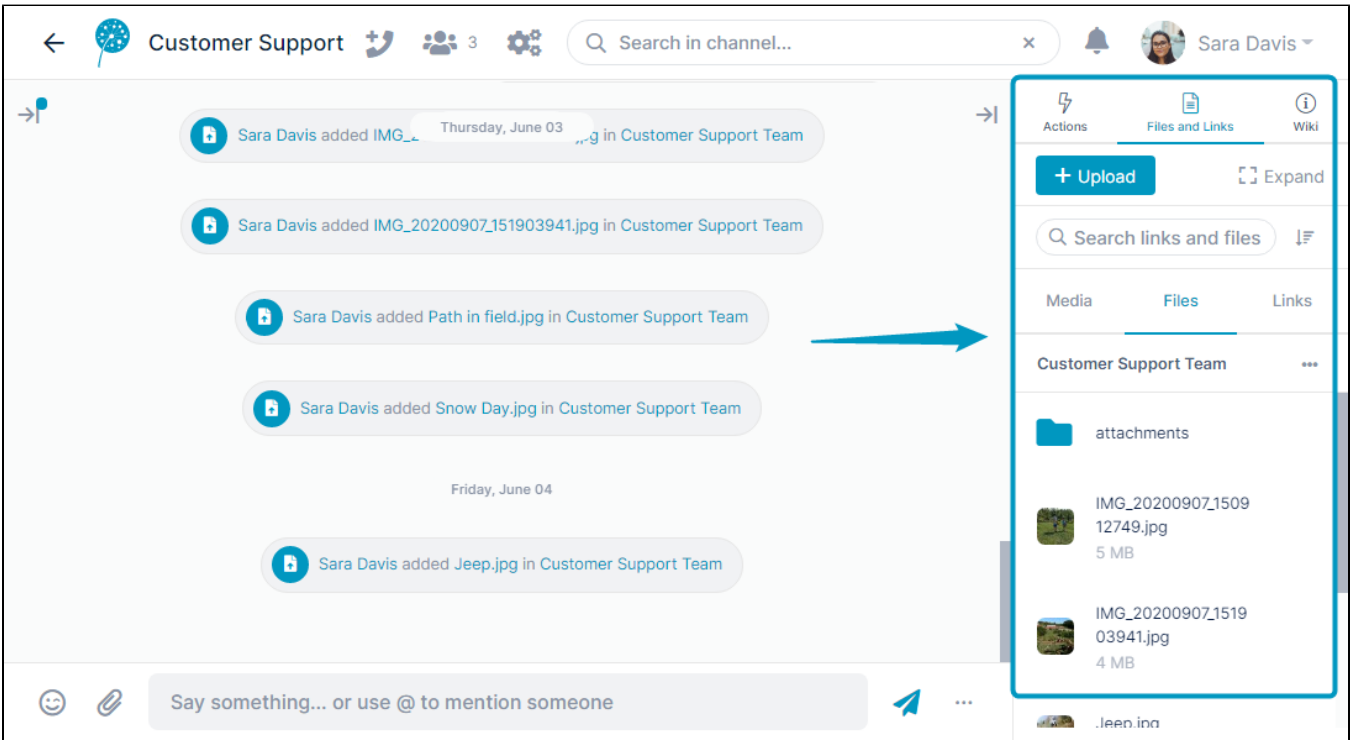 Customer Support
3
Search in channel...
Sara Davis
Thursday, June 03
Sara Davis added IMG_2 .jpg in Customer Support Team
Sara Davis added IMG_20200907_151903941.jpg in Customer Support Team
Sara Davis added Path in field.jpg in Customer Support Team
Sara Davis added Snow Day.jpg in Customer Support Team
Friday, June 04
Sara Davis added Jeep.jpg in Customer Support Team
Say something... or use @ to mention someone
Actions
Files and Links
Wiki
+ Upload
Expand
Search links and files
Media
Files
Links
Customer Support Team
attachments
IMG_20200907_1509
12749.jpg
5 MB
IMG_20200907_1519
03941.jpg
4 MB
Jeep.jpg